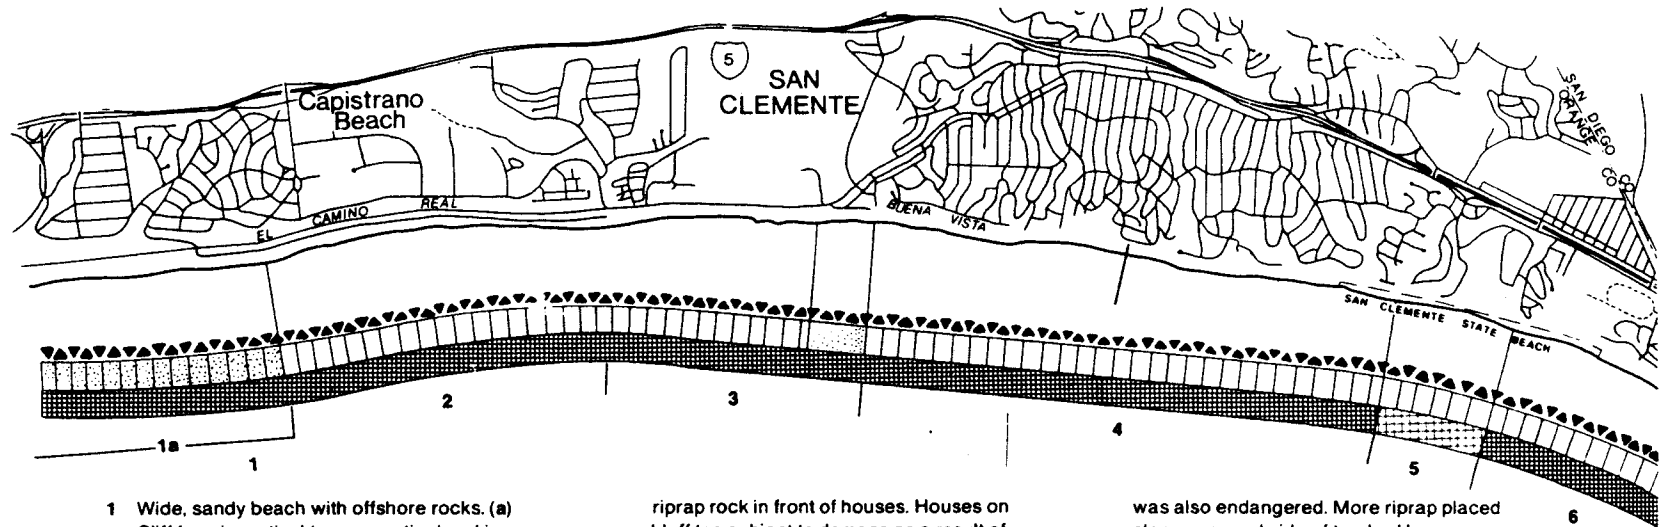 5
SAN
CLEMENTE
Capistrano
Beach
SAN DIEGO CO
ORANGE CO
EL CAMINO REAL
BUENA VISTA
SAN CLEMENTE STATE BEACH
1a
1
2
3
4
5
6
1 Wide, sandy beach with offshore rocks. (a)
riprap rock in front of houses. Houses on
was also endangered. More riprap placed